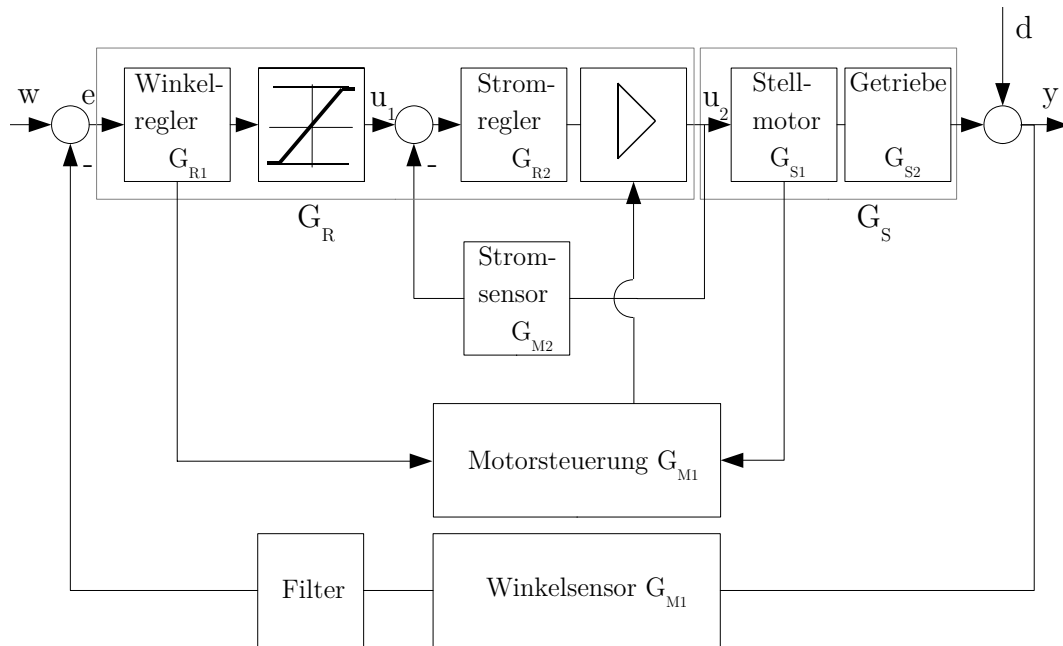 d
w
e
Winkel-
regler
G_R1
u_1
Strom-
regler
G_R2
u_2
Stell-
motor
G_S1
Getriebe
G_S2
y
-
-
G_R
G_S
Strom-
sensor
G_M2
Motorsteuerung G_M1
Filter
Winkelsensor G_M1